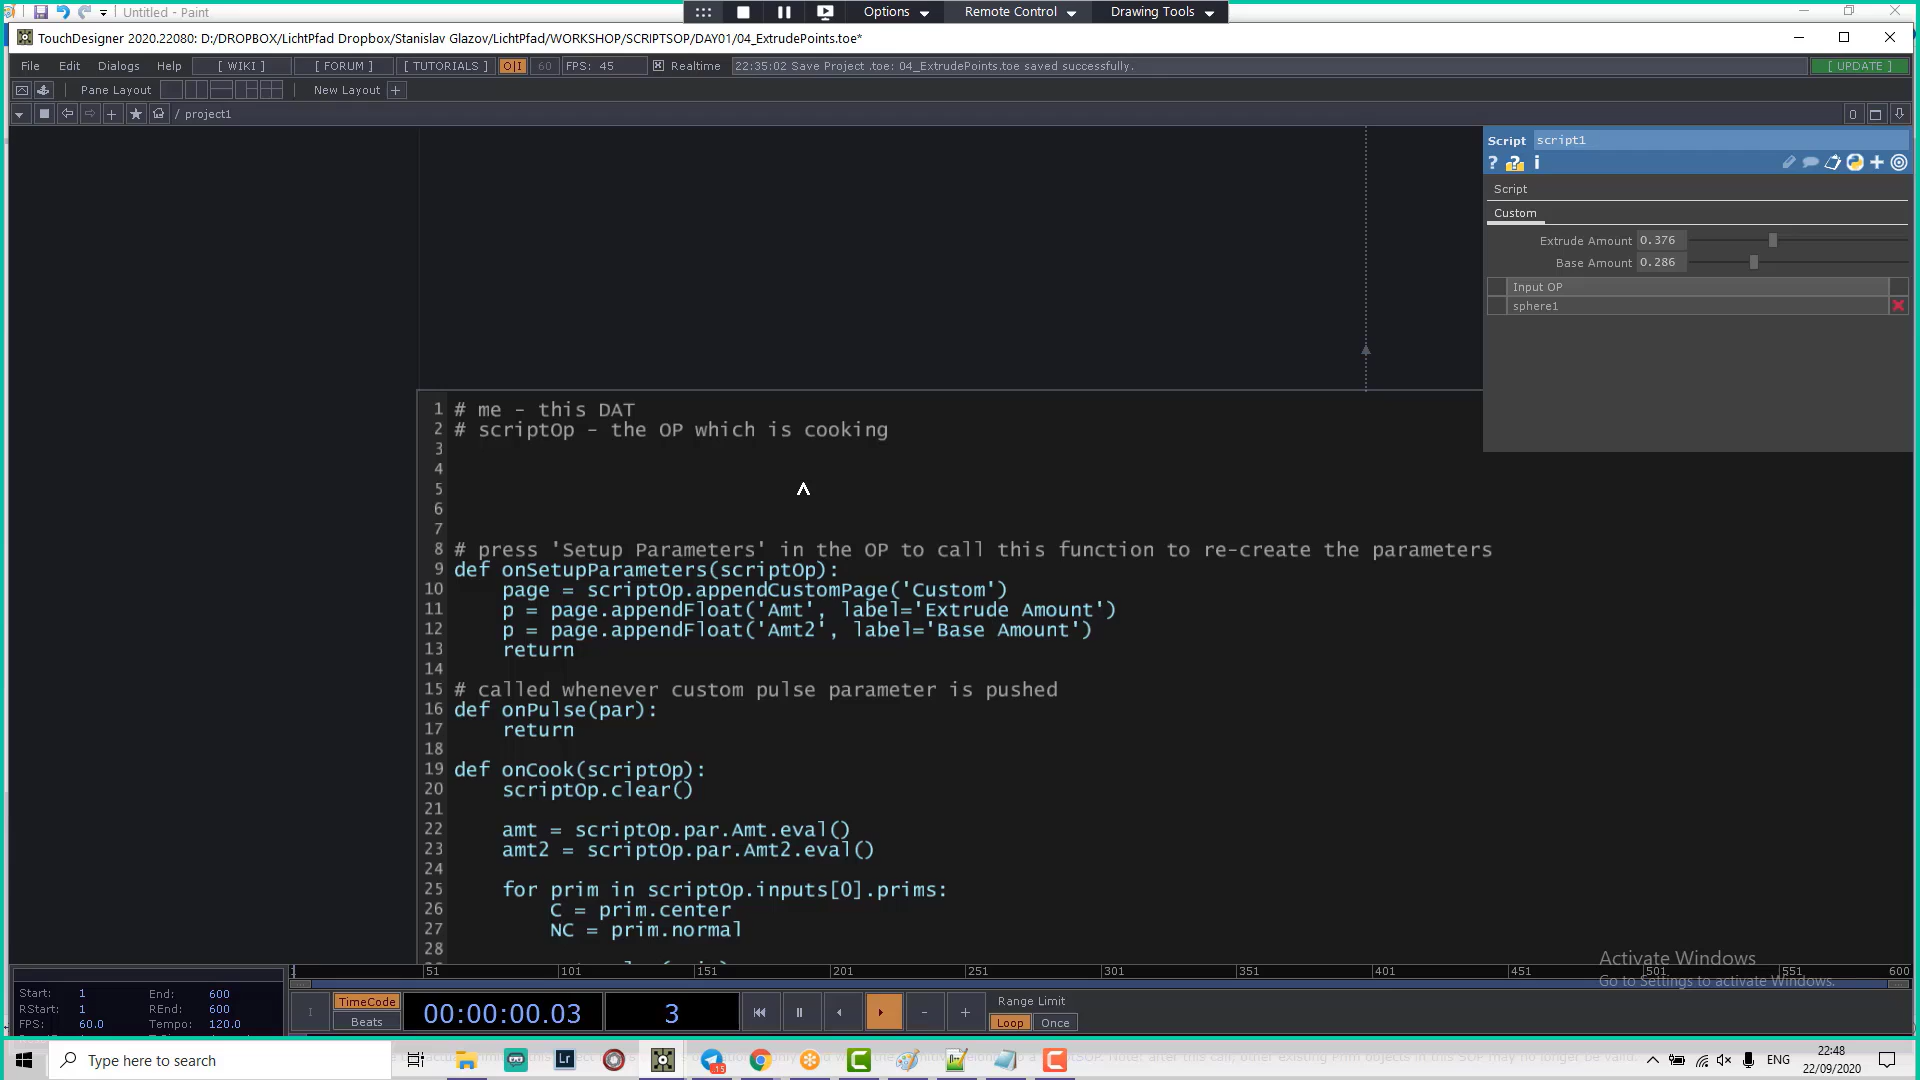 Untitled - Paint
Options
Remote Control
Drawing Tools
TouchDesigner 2020.22080: D:/DROPBOX/LichtPfad Dropbox/Stanislav Glazov/LichtPfad/WORKSHOP/SCRIPTSOP/DAY01/04_ExtrudePoints.toe*
File Edit Dialogs Help [ WIKI ] [ FORUM ] [ TUTORIALS ] O|I 60 FPS: 45 Realtime 22:35:02 Save Project .toe: 04_ExtrudePoints.toe saved successfully. [ UPDATE ]
Pane Layout New Layout +
/ project1
0
Script script1
Script
Custom
Extrude Amount 0.376
Base Amount 0.286
Input OP
sphere1
1 # me - this DAT
2 # scriptOp - the OP which is cooking
3
4
5
6
7
8 # press 'Setup Parameters' in the OP to call this function to re-create the parameters
9 def onSetupParameters(scriptOp):
10 page = scriptOp.appendCustomPage('Custom')
11 p = page.appendFloat('Amt', label='Extrude Amount')
12 p = page.appendFloat('Amt2', label='Base Amount')
13 return
14
15 # called whenever custom pulse parameter is pushed
16 def onPulse(par):
17 return
18
19 def onCook(scriptOp):
20 scriptOp.clear()
21
22 amt = scriptOp.par.Amt.eval()
23 amt2 = scriptOp.par.Amt2.eval()
24
25 for prim in scriptOp.inputs[0].prims:
26 C = prim.center
27 NC = prim.normal
28
Activate Windows
Go to Settings to activate Windows.
1 51 101 151 201 251 301 351 401 451 501 551 600
Start: 1 End: 600
RStart: 1 REnd: 600
FPS: 60.0 Tempo: 120.0
TimeCode
Beats
00:00:00.03
3
Range Limit
Loop Once
Type here to search
Lr
15
ENG
22:48
22/09/2020